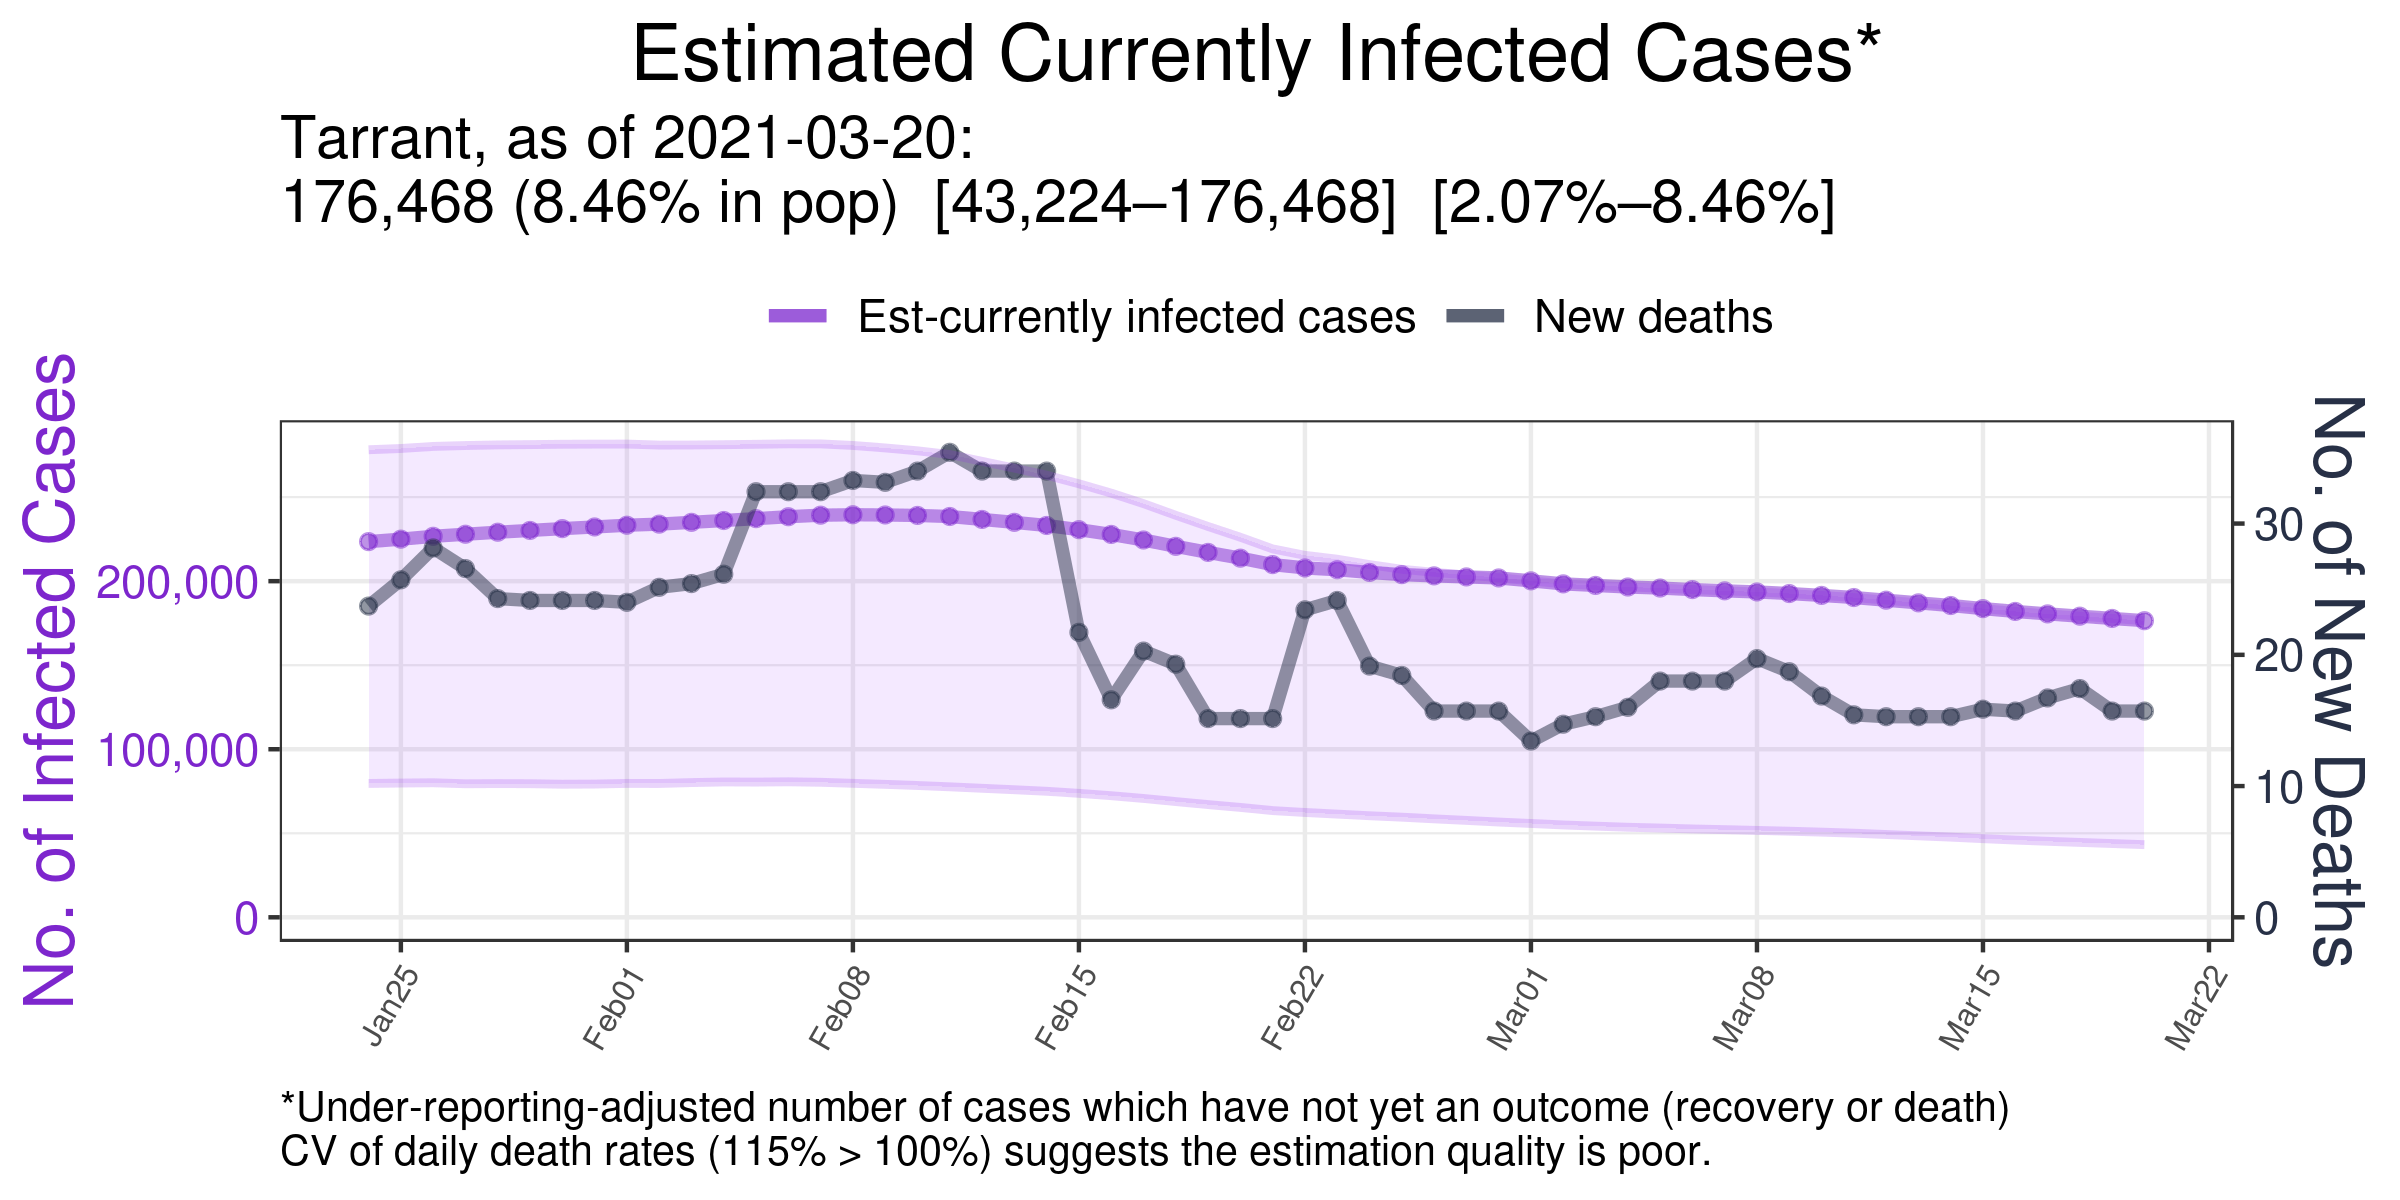 Estimated Currently Infected Cases*
Tarrant, as of 2021-03-20:
176,468 (8.46% in pop)  [43,224–176,468]  [2.07%–8.46%]
Est-currently infected cases
New deaths
No. of Infected Cases
200,000
100,000
0
30
20
10
0
No. of New Deaths
Jan25
Feb01
Feb08
Feb15
Feb22
Mar01
Mar08
Mar15
Mar22
*Under-reporting-adjusted number of cases which have not yet an outcome (recovery or death)
CV of daily death rates (115% > 100%) suggests the estimation quality is poor.